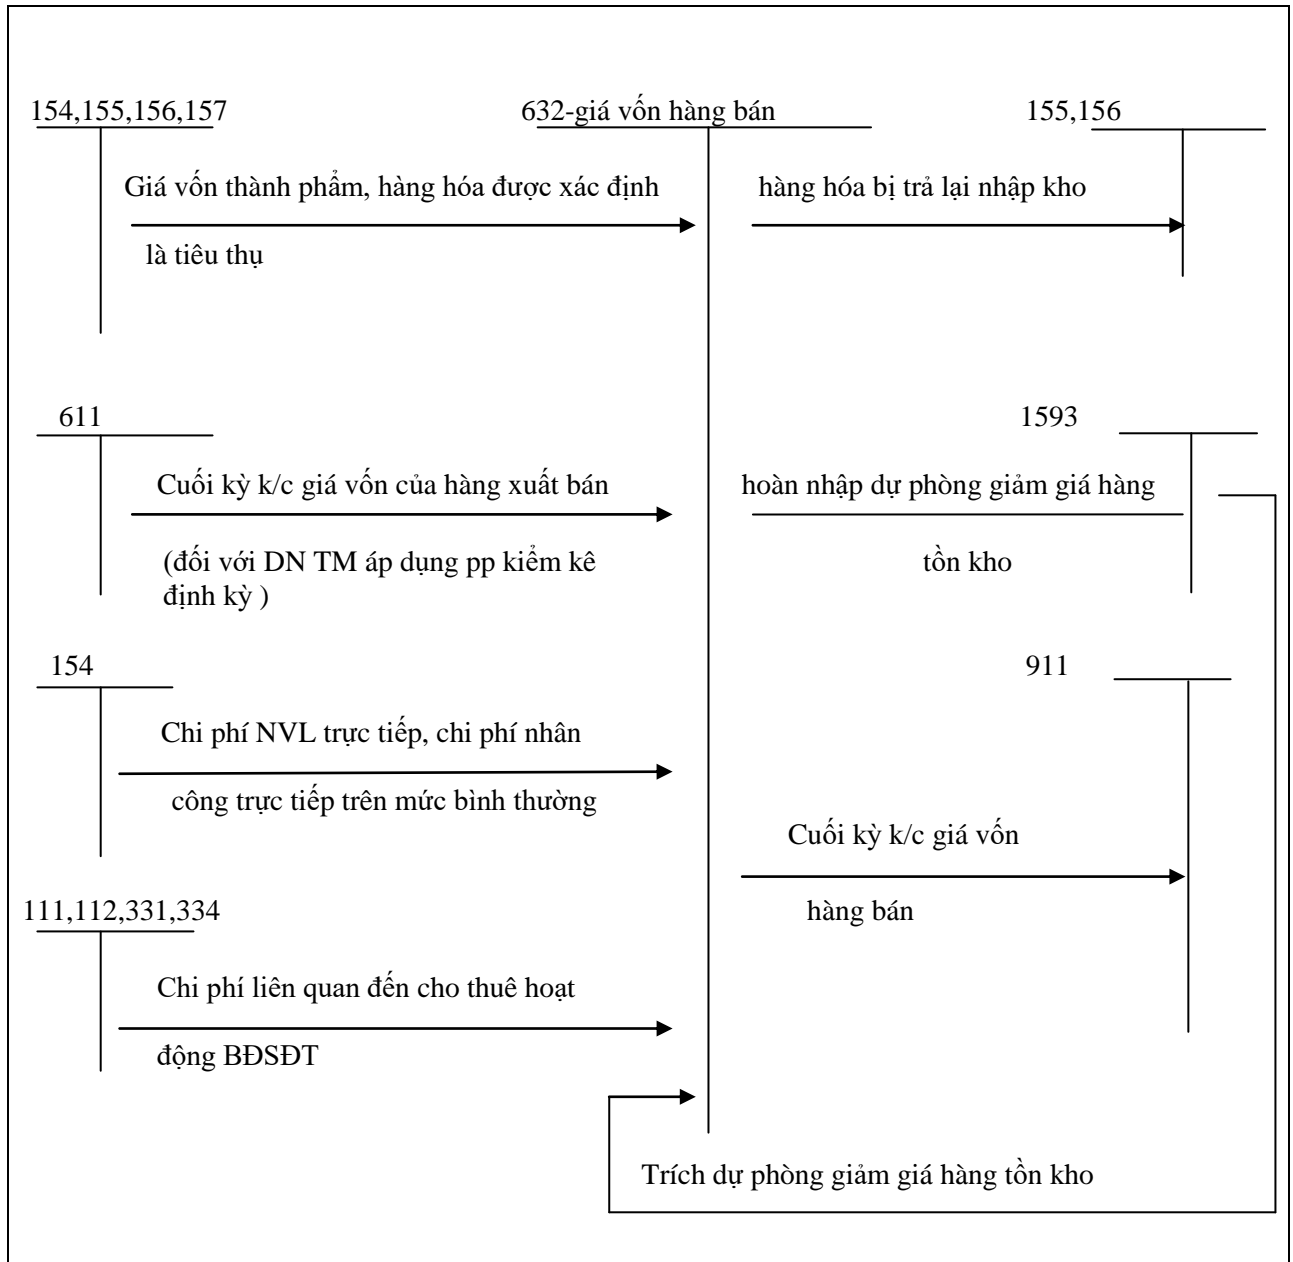 154,155,156,157
632-giá vốn hàng bán
155,156
Giá vốn thành phẩm, hàng hóa được xác định
là tiêu thụ
hàng hóa bị trả lại nhập kho
611
1593
Cuối kỳ k/c giá vốn của hàng xuất bán
(đối với DN TM áp dụng pp kiểm kê
định kỳ )
hoàn nhập dự phòng giảm giá hàng
tồn kho
154
911
Chi phí NVL trực tiếp, chi phí nhân
công trực tiếp trên mức bình thường
Cuối kỳ k/c giá vốn
hàng bán
111,112,331,334
Chi phí liên quan đến cho thuê hoạt
động BĐSĐT
Trích dự phòng giảm giá hàng tồn kho